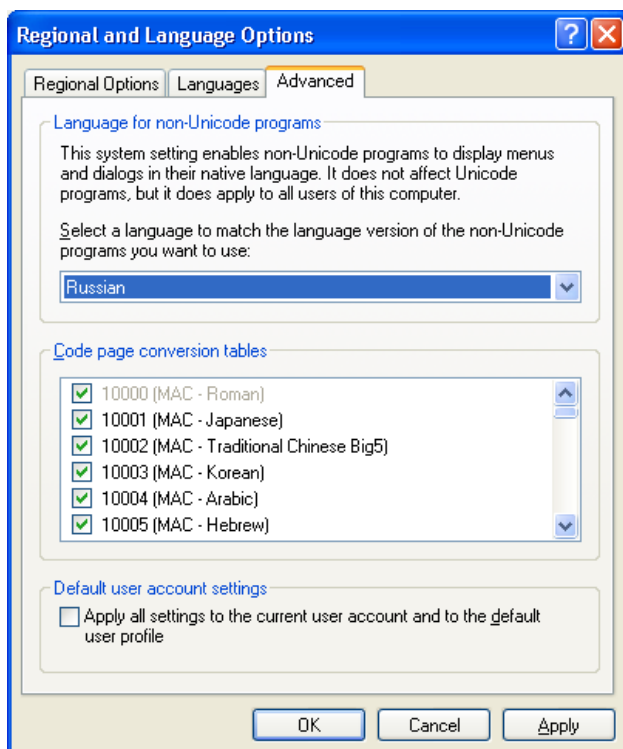 Regional and Language Options
Regional Options Languages Advanced
Language for non-Unicode programs
This system setting enables non-Unicode programs to display menus
and dialogs in their native language. It does not affect Unicode
programs, but it does apply to all users of this computer.
Select a language to match the language version of the non-Unicode
programs you want to use:
Russian
Code page conversion tables
10000 (MAC - Roman)
10001 (MAC - Japanese)
10002 (MAC - Traditional Chinese Big5)
10003 (MAC - Korean)
10004 (MAC - Arabic)
10005 (MAC - Hebrew)
Default user account settings
Apply all settings to the current user account and to the default
user profile
OK Cancel Apply